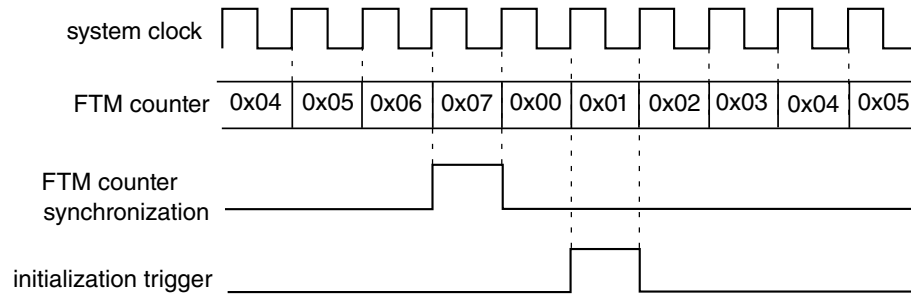 system clock
FTM counter 0x04 0x05 0x06 0x07 0x00 0x01 0x02 0x03 0x04 0x05
FTM counter
synchronization
initialization trigger